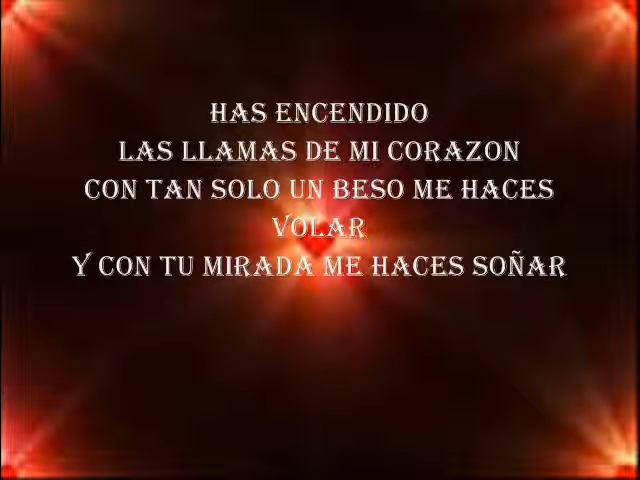 HAS ENCENDIDO
LAS LLAMAS DE MI CORAZON
CON TAN SOLO UN BESO ME HACES
VOLAR
Y CON TU MIRADA ME HACES SOÑAR